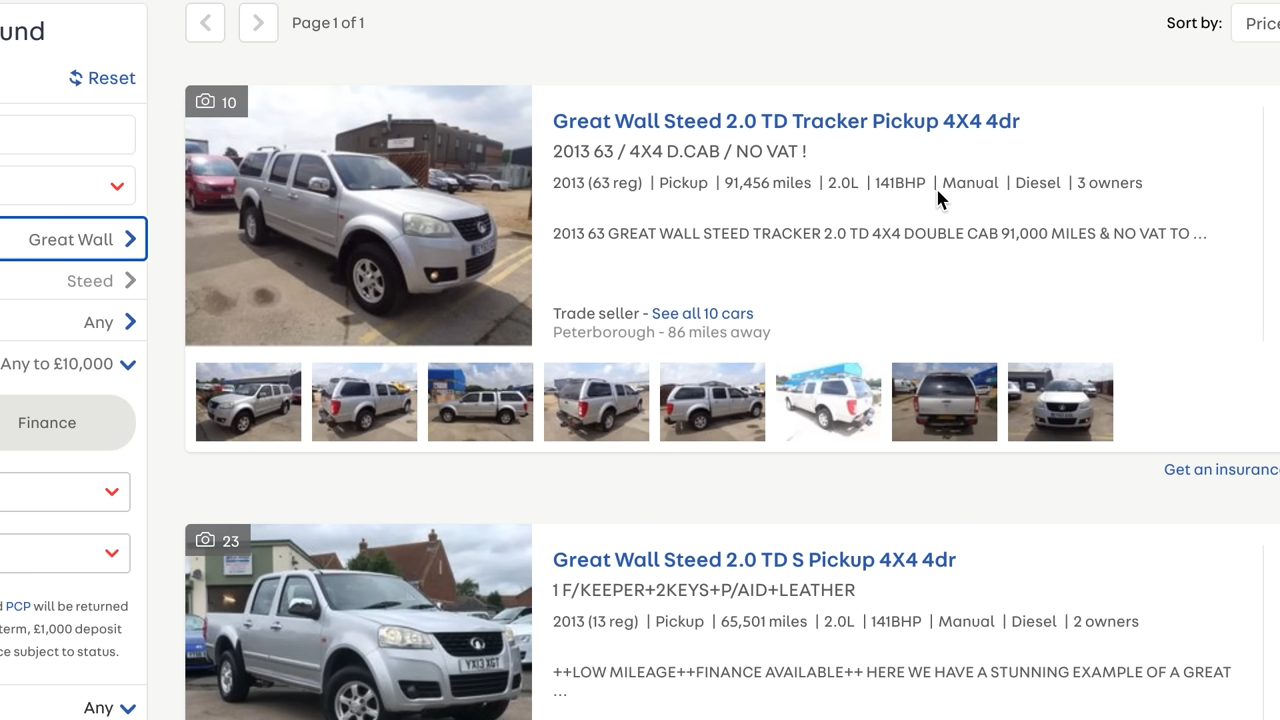 und
Page 1 of 1
Sort by:
Reset
Great Wall
Steed
Any
Any to £10,000
Finance
PCP will be returned
term, £1,000 deposit
subject to status.
Any
10
Great Wall Steed 2.0 TD Tracker Pickup 4X4 4dr
2013 63 / 4X4 D.CAB / NO VAT !
2013 (63 reg) | Pickup | 91,456 miles | 2.0L | 141BHP | Manual | Diesel | 3 owners
2013 63 GREAT WALL STEED TRACKER 2.0 TD 4X4 DOUBLE CAB 91,000 MILES & NO VAT TO ...
Trade seller - See all 10 cars
Peterborough - 86 miles away
Get an insuranc
23
Great Wall Steed 2.0 TD S Pickup 4X4 4dr
1 F/KEEPER+2KEYS+P/AID+LEATHER
2013 (13 reg) | Pickup | 65,501 miles | 2.0L | 141BHP | Manual | Diesel | 2 owners
++LOW MILEAGE++FINANCE AVAILABLE++ HERE WE HAVE A STUNNING EXAMPLE OF A GREAT
...
YX13 XGT